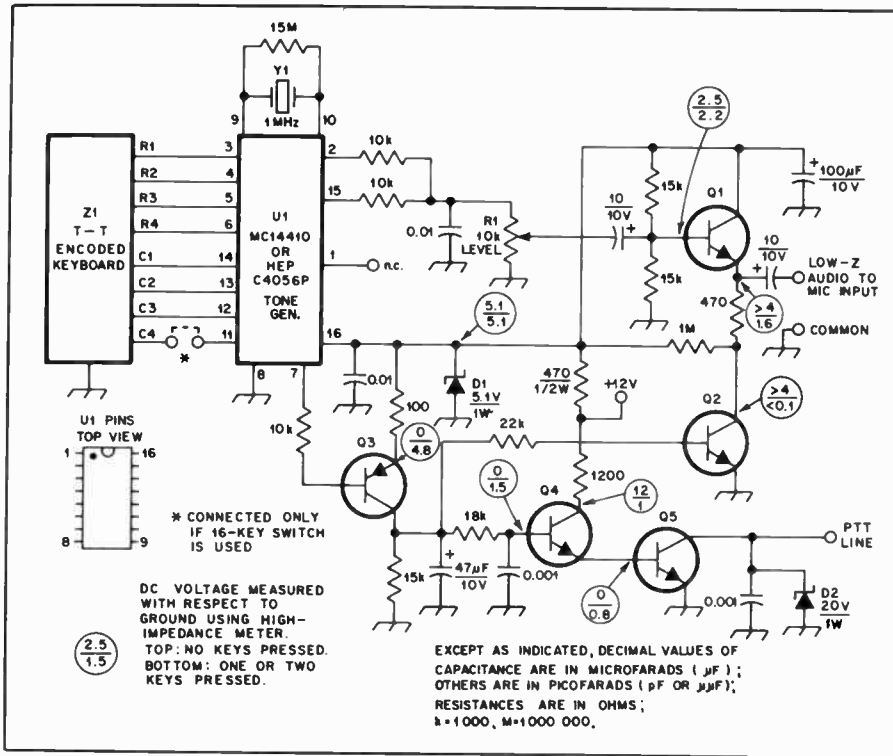 15M
Y1
1MHz
9
10
Z1
T-T
ENCODED
KEYBOARD
R1
R2
R3
R4
C1
C2
C3
C4
*
3
4
5
6
14
13
12
11
U1
MC14410
OR
HEP
C4056P
TONE
GEN.
2
15
1
16
8
7
10k
10k
0.01
R1
10k
LEVEL
n.c.
10
10V
+
15k
15k
2.5
2.2
Q1
+
100µF
10V
10
10V
+
LOW-Z
AUDIO TO
MIC INPUT
>4
1.6
470
COMMON
5.1
5.1
1M
0.01
D1
5.1V
1W
470
1/2W
+12V
Q2
>4
<0.1
100
10k
Q3
0
4.8
22k
1200
0
1.5
Q4
12
1
Q5
PTT
LINE
18k
15k
+
47µF
10V
0.001
0
0.8
0.001
D2
20V
1W
U1 PINS
TOP VIEW
1
16
8
9
* CONNECTED ONLY
IF 16-KEY SWITCH
IS USED
DC VOLTAGE MEASURED
WITH RESPECT TO
GROUND USING HIGH-
IMPEDANCE METER.
TOP: NO KEYS PRESSED.
BOTTOM: ONE OR TWO
KEYS PRESSED.
2.5
1.5
EXCEPT AS INDICATED, DECIMAL VALUES OF
CAPACITANCE ARE IN MICROFARADS (µF);
OTHERS ARE IN PICOFARADS (pF OR µµF);
RESISTANCES ARE IN OHMS;
k=1000, M=1000 000.